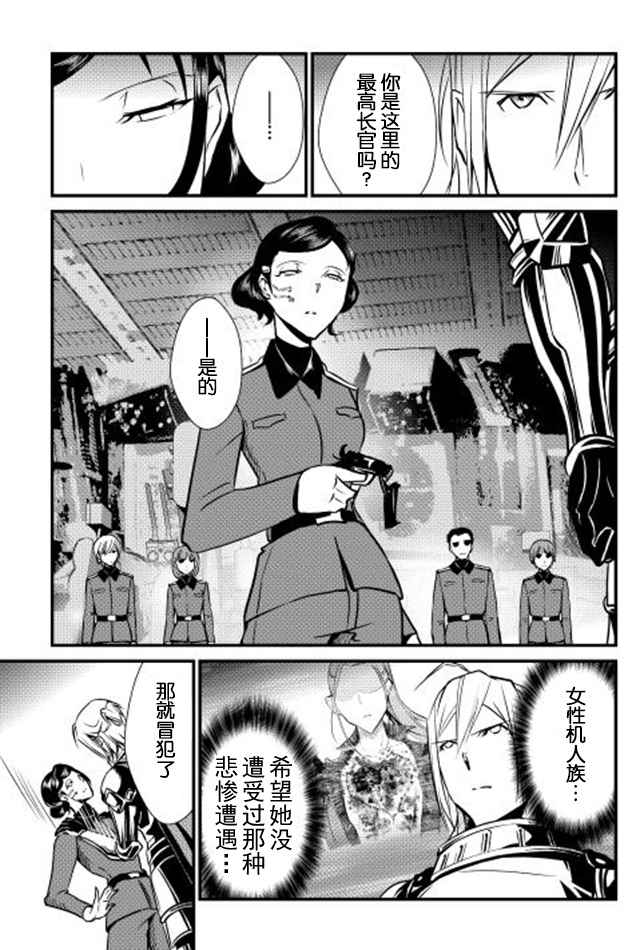 你是这里的
最高长官吗？
——…
——是的
女性机人族…
希望她没
遭受过那种
悲惨遭遇…
那就冒犯了